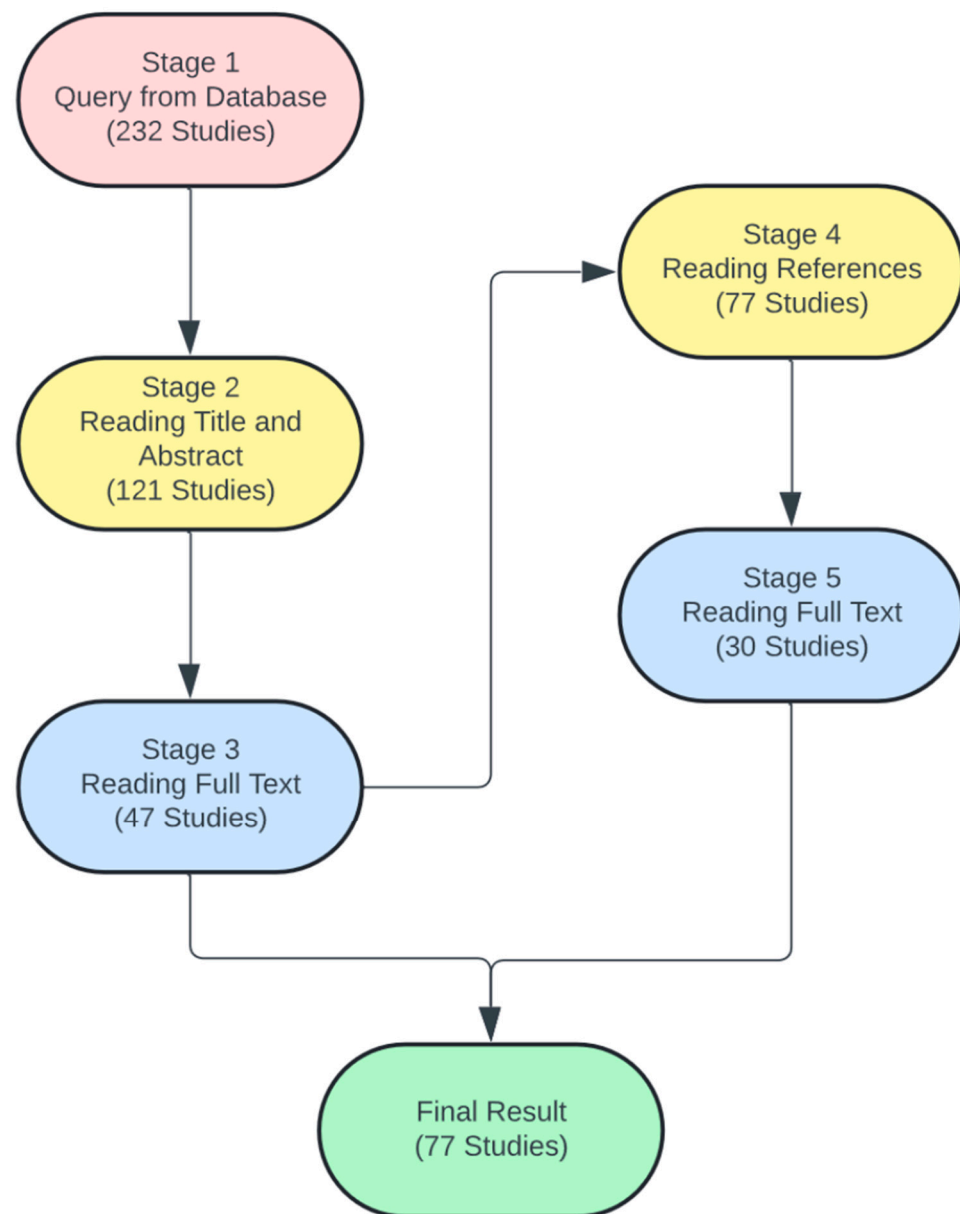 Stage 1
Query from Database
(232 Studies)
Stage 2
Reading Title and
Abstract
(121 Studies)
Stage 3
Reading Full Text
(47 Studies)
Stage 4
Reading References
(77 Studies)
Stage 5
Reading Full Text
(30 Studies)
Final Result
(77 Studies)